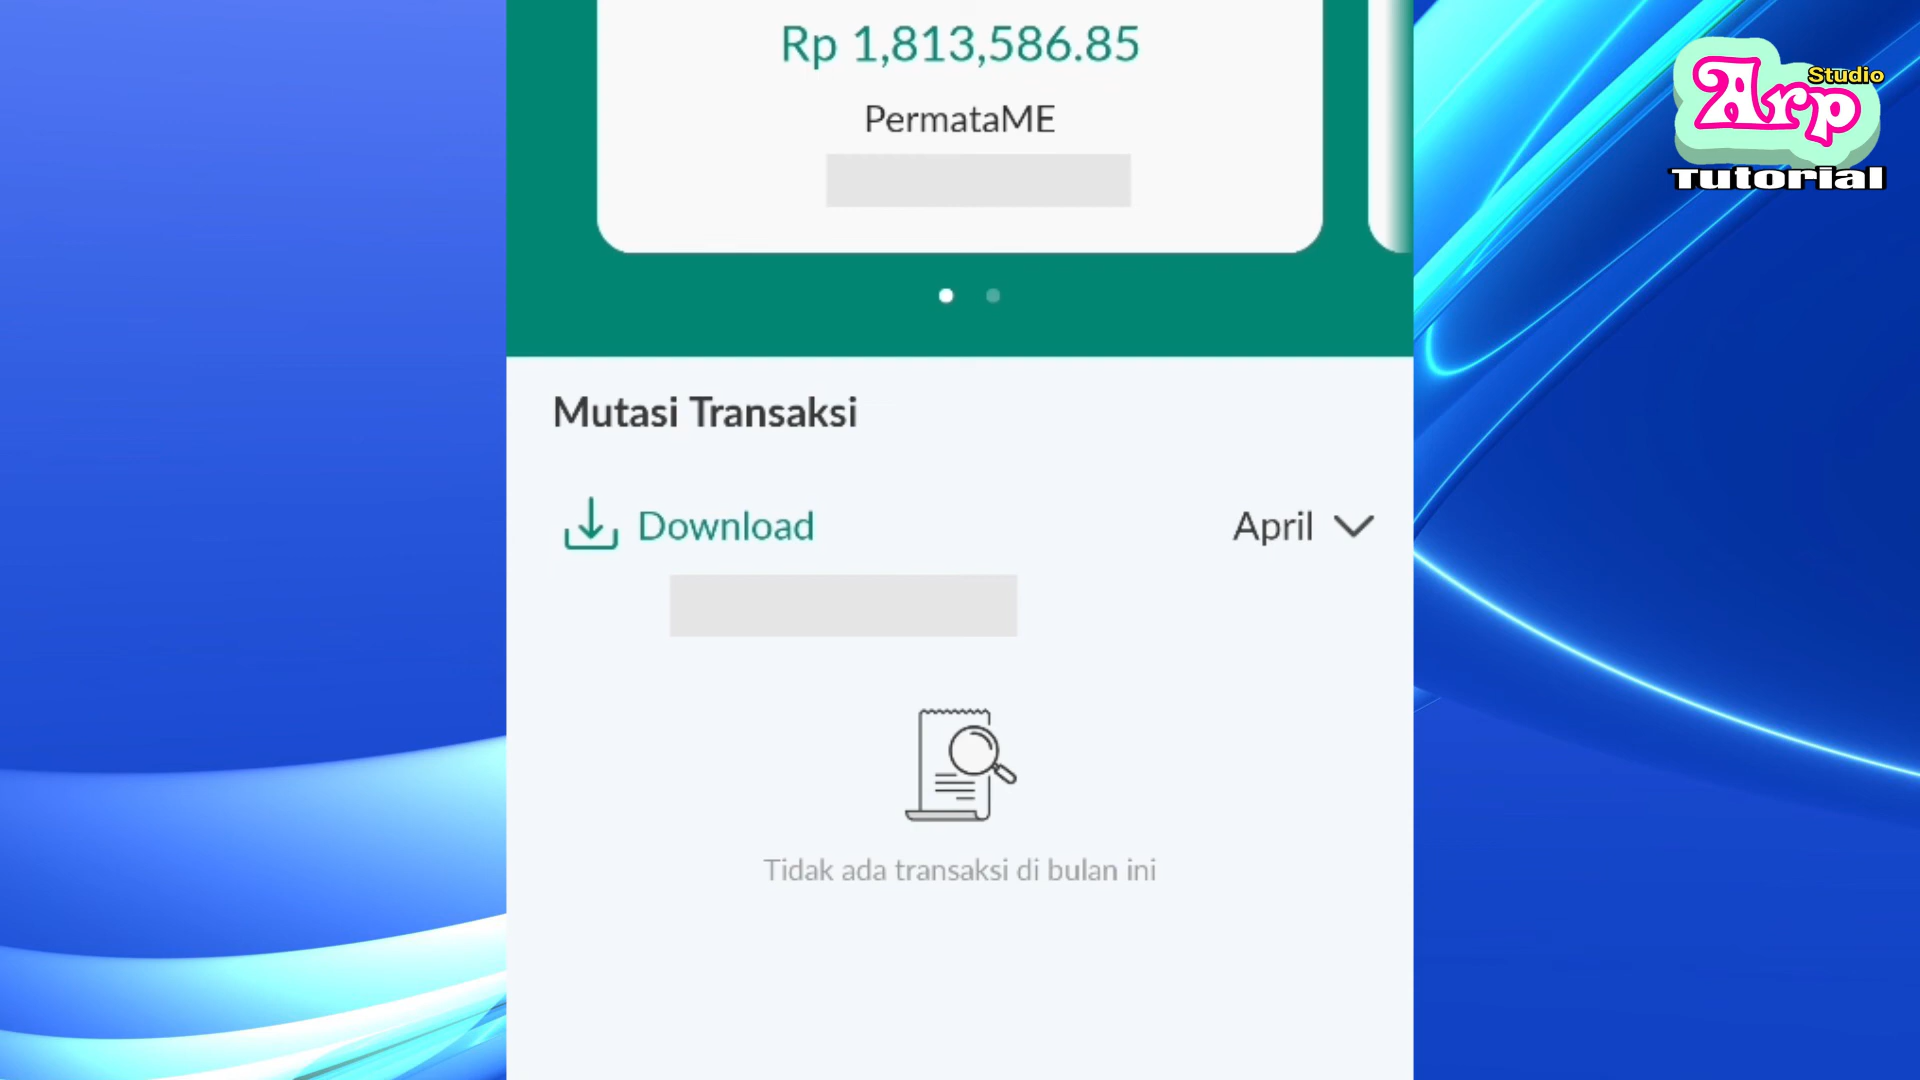 Rp 1,813,586.85
PermataME
Mutasi Transaksi
Download
April
Tidak ada transaksi di bulan ini
Arp Studio
Tutorial